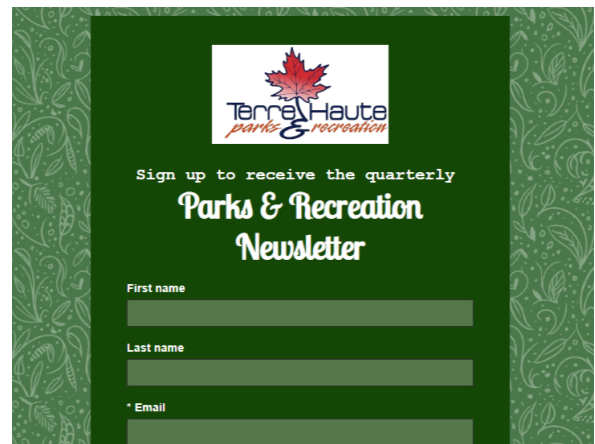 Terre Haute
parks & recreation
Sign up to receive the quarterly
Parks & Recreation
Newsletter
First name
Last name
* Email